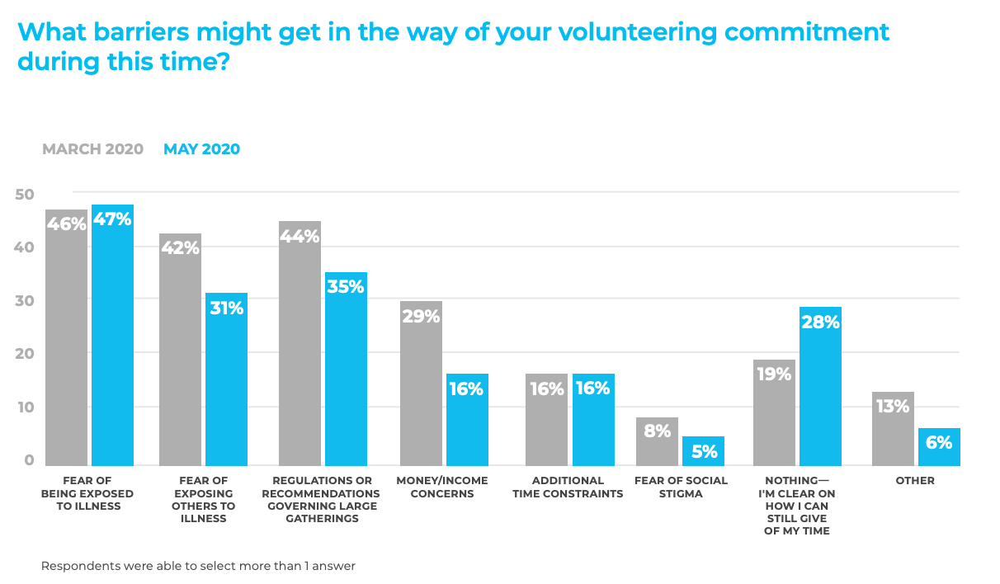 What barriers might get in the way of your volunteering commitment
during this time?
MARCH 2020 MAY 2020
50
40
30
20
10
0
46% 47%
42% 31%
44% 35%
29% 16%
16% 16%
8% 5%
19% 28%
13% 6%
FEAR OF
BEING EXPOSED
TO ILLNESS
FEAR OF
EXPOSING
OTHERS TO
ILLNESS
REGULATIONS OR
RECOMMENDATIONS
GOVERNING LARGE
GATHERINGS
MONEY/INCOME
CONCERNS
ADDITIONAL
TIME CONSTRAINTS
FEAR OF SOCIAL
STIGMA
NOTHING—
I'M CLEAR ON
HOW I CAN
STILL GIVE
OF MY TIME
OTHER
Respondents were able to select more than 1 answer